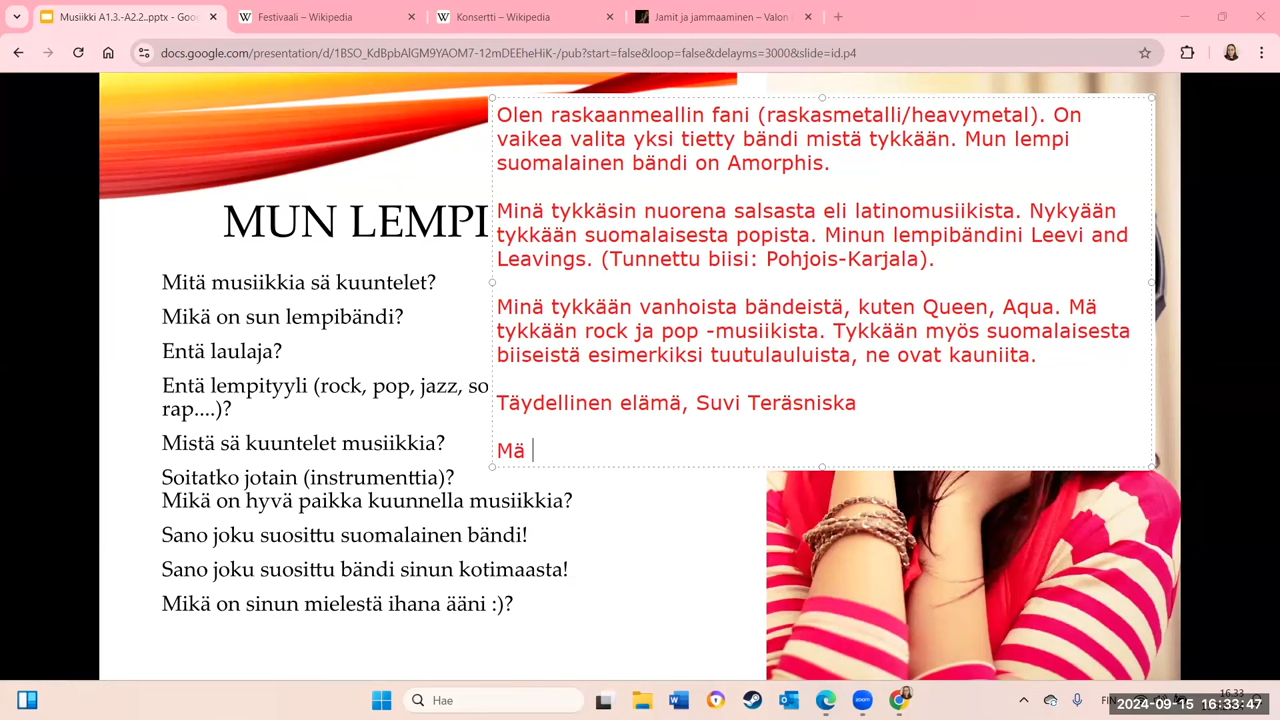 Musiikki A1.3.-A2.2..pptx - Goo
Festivaali – Wikipedia
Konsertti – Wikipedia
Jamit ja jammaaminen – Valon
docs.google.com/presentation/d/1BSO_KdBpbAlGM9YAOM7-12mDEEheHiK-/pub?start=false&loop=false&delayms=3000&slide=id.p4
MUN LEMPI
Mitä musiikkia sä kuuntelet?
Mikä on sun lempibändi?
Entä laulaja?
Entä lempityyli (rock, pop, jazz, so
rap....)?
Mistä sä kuuntelet musiikkia?
Soitatko jotain (instrumenttia)?
Mikä on hyvä paikka kuunnella musiikkia?
Sano joku suosittu suomalainen bändi!
Sano joku suosittu bändi sinun kotimaasta!
Mikä on sinun mielestä ihana ääni :)?
Olen raskaanmeallin fani (raskasmetalli/heavymetal). On
vaikea valita yksi tietty bändi mistä tykkään. Mun lempi
suomalainen bändi on Amorphis.
Minä tykkäsin nuorena salsasta eli latinomusiikista. Nykyään
tykkään suomalaisesta popista. Minun lempibändini Leevi and
Leavings. (Tunnettu biisi: Pohjois-Karjala).
Minä tykkään vanhoista bändeistä, kuten Queen, Aqua. Mä
tykkään rock ja pop -musiikista. Tykkään myös suomalaisesta
biiseistä esimerkiksi tuutulauluista, ne ovat kauniita.
Täydellinen elämä, Suvi Teräsniska
Mä
Hae
zoom
FIN
16.33
2024-09-15 16:33:47